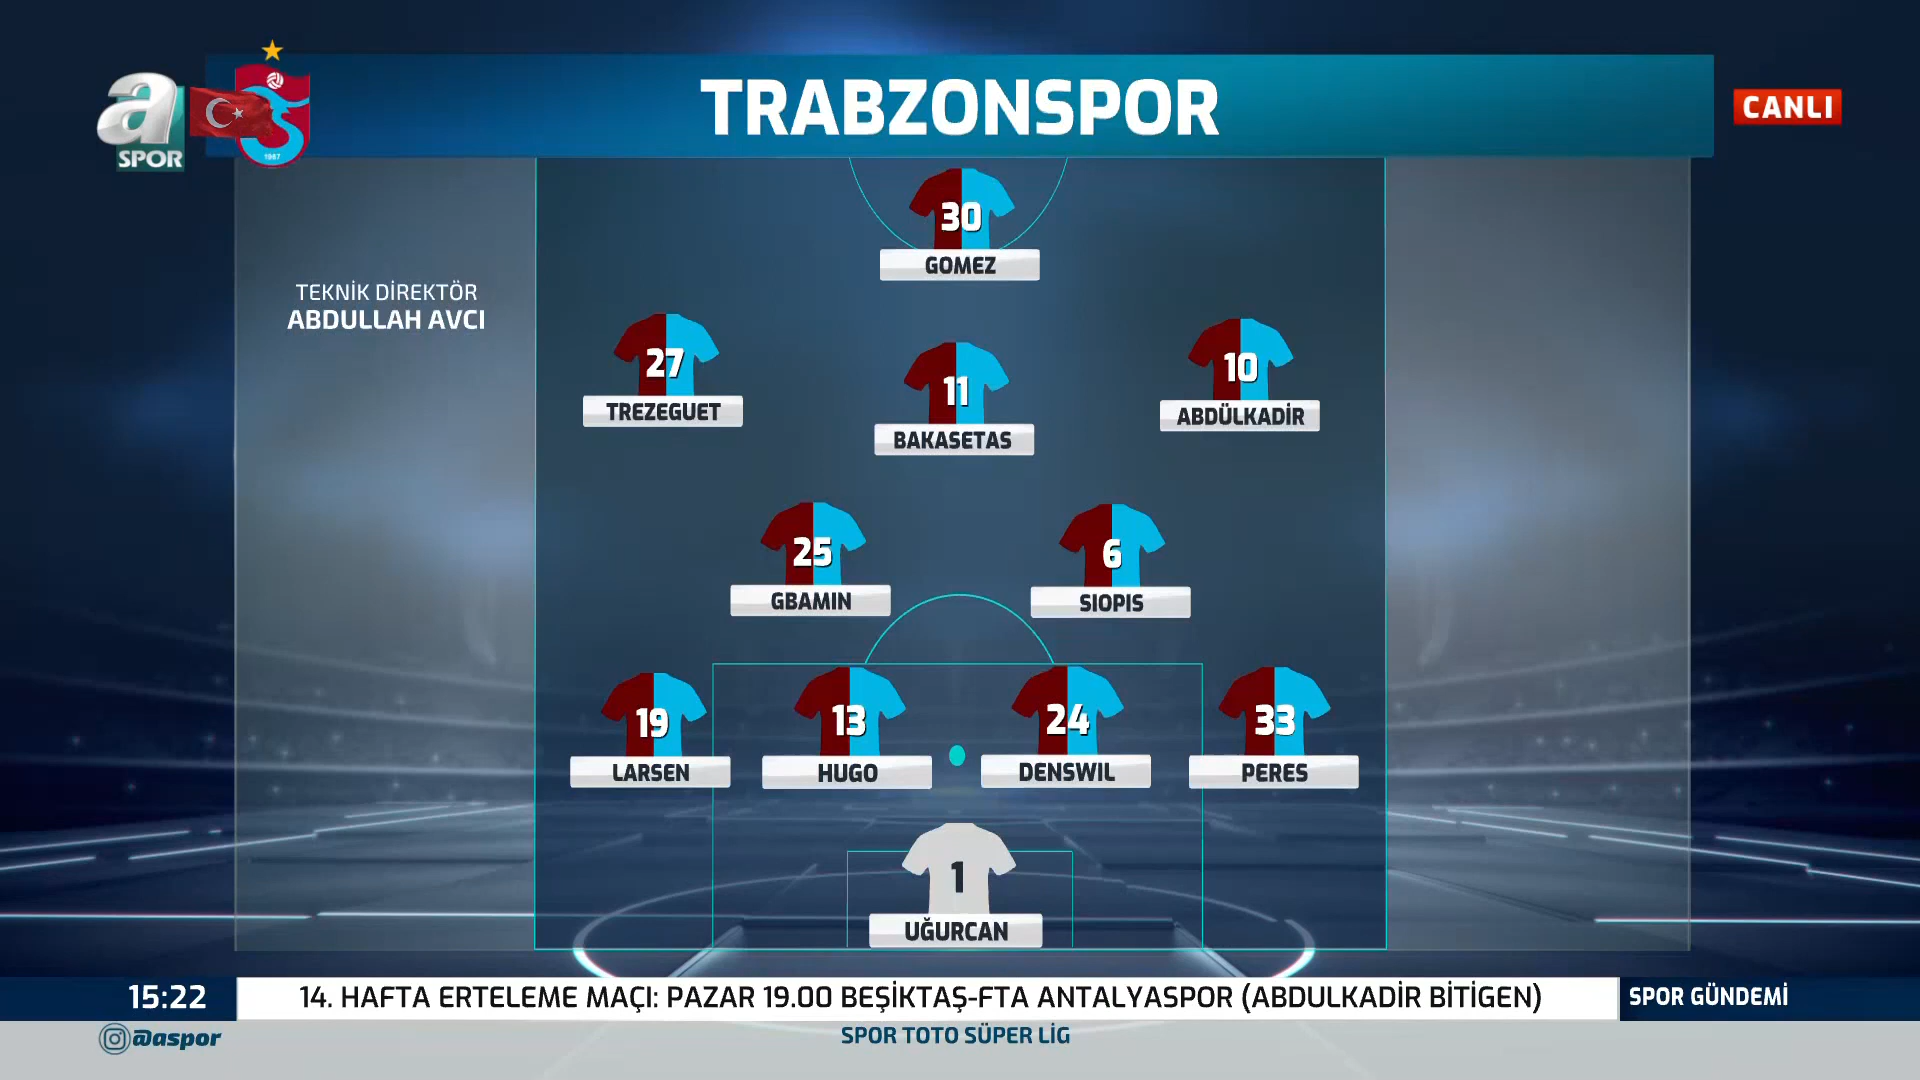 a
SPOR
1967
TRABZONSPOR
CANLI
TEKNİK DİREKTÖR
ABDULLAH AVCI
30
GOMEZ
27
TREZEGUET
11
BAKASETAS
10
ABDÜLKADİR
25
GBAMIN
6
SIOPIS
19
LARSEN
13
HUGO
24
DENSWIL
33
PERES
1
UĞURCAN
15:22
14. HAFTA ERTELEME MAÇI: PAZAR 19.00 BEŞİKTAŞ-FTA ANTALYASPOR (ABDULKADİR BİTİGEN)
SPOR GÜNDEMİ
@aspor
SPOR TOTO SÜPER LİG